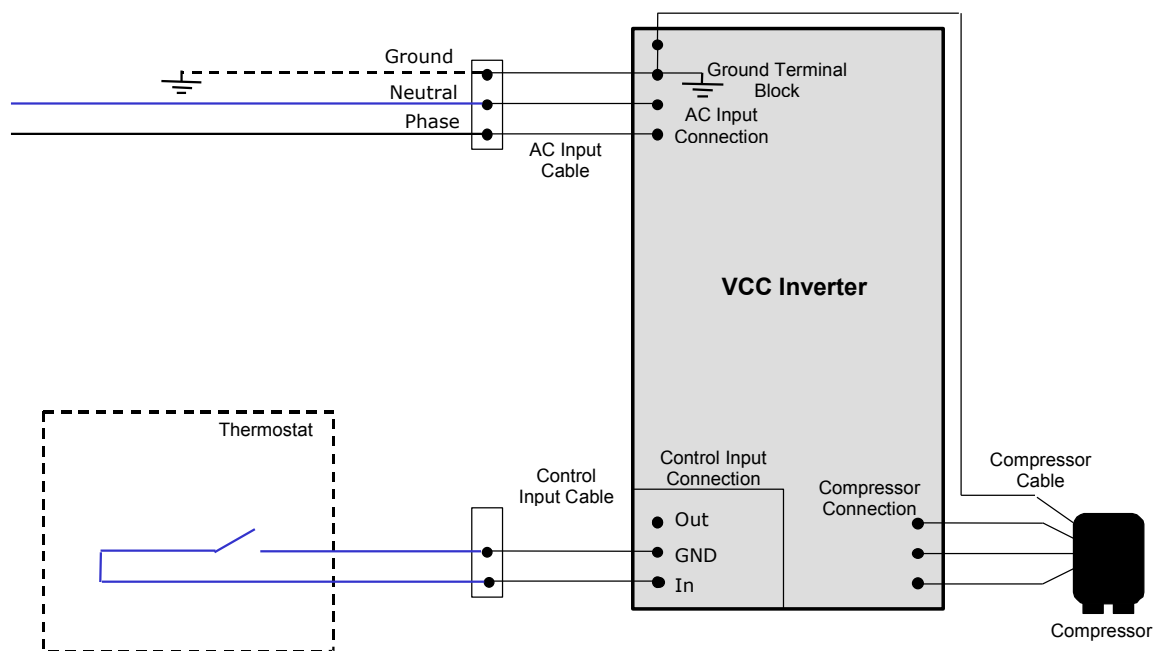 Ground
Neutral
Phase
AC Input
Cable
Ground Terminal
Block
AC Input
Connection
VCC Inverter
Thermostat
Control
Input Cable
Control Input
Connection
Out
GND
In
Compressor
Connection
Compressor
Cable
Compressor